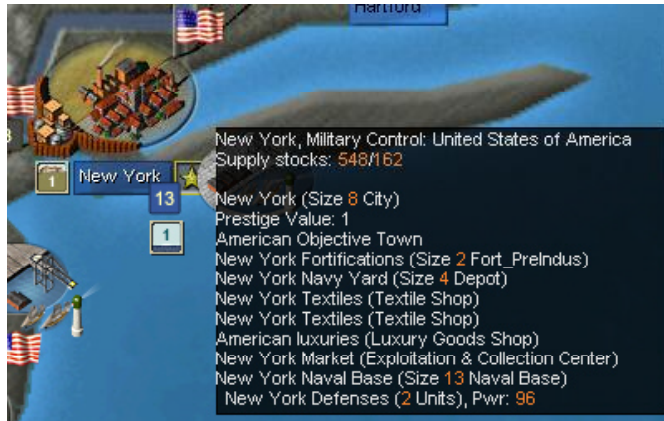 Hartford
New York, Military Control: United States of America
Supply stocks: 548/162
1
New York
13
1
New York (Size 8 City)
Prestige Value: 1
American Objective Town
New York Fortifications (Size 2 Fort_PreIndus)
New York Navy Yard (Size 4 Depot)
New York Textiles (Textile Shop)
New York Textiles (Textile Shop)
American luxuries (Luxury Goods Shop)
New York Market (Exploitation & Collection Center)
New York Naval Base (Size 13 Naval Base)
New York Defenses (2 Units), Pwr: 96